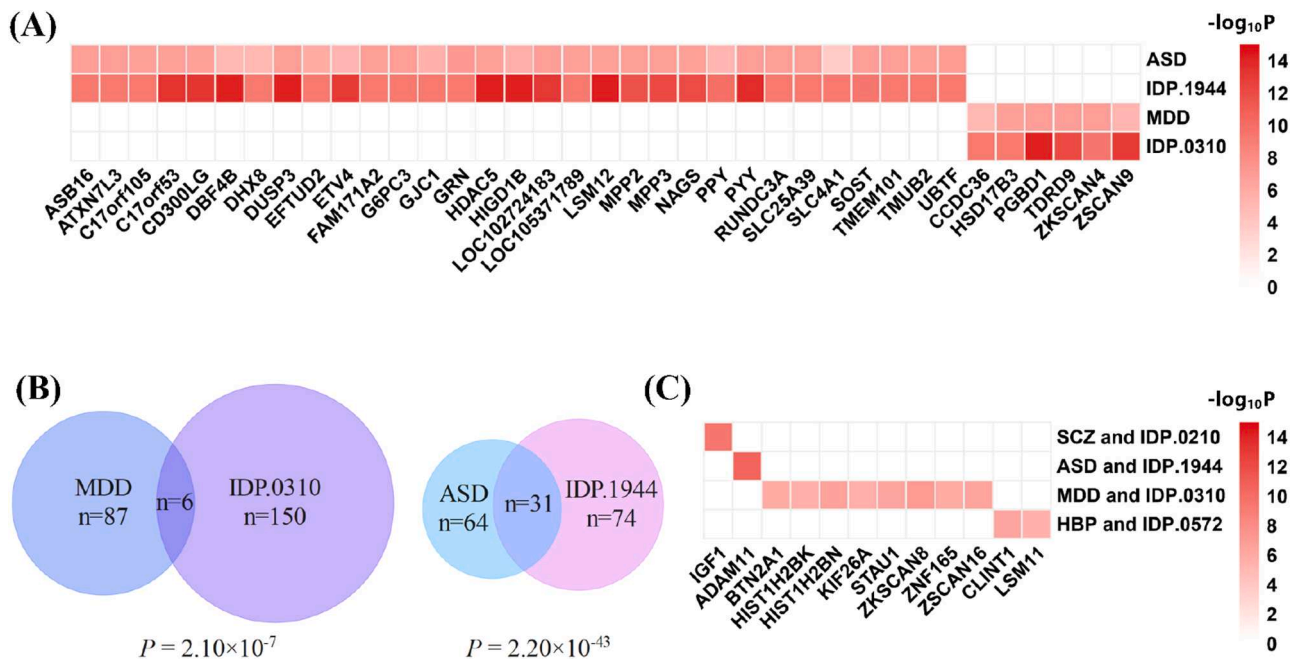 (A)
-log10P
ASD
IDP.1944
MDD
IDP.0310
14
12
10
8
6
4
2
0
ASB16
ATXN7L3
C17orf105
C17orf53
CD300LG
DBF4B
DHX8
DUSP3
EFTUD2
ETV4
FAM171A2
G6PC3
GJC1
GRN
HDAC5
HIGD1B
LOC102724183
LOC105371789
LSM12
MPP2
MPP3
NAGS
PPY
PYY
RUNDC3A
SLC25A39
SLC4A1
SOST
TMEM101
TMUB2
UBTF
CCDC36
HSD17B3
PGBD1
TDRD9
ZKSCAN4
ZSCAN9
(B)
MDD
n=87
n=6
IDP.0310
n=150
P = 2.10×10-7
ASD
n=64
n=31
IDP.1944
n=74
P = 2.20×10-43
(C)
-log10P
SCZ and IDP.0210
ASD and IDP.1944
MDD and IDP.0310
HBP and IDP.0572
14
12
10
8
6
4
2
0
IGF1
ADAM11
BTN2A1
HIST1H2BK
HIST1H2BN
KIF26A
STAU1
ZKSCAN8
ZNF165
ZSCAN16
CLINT1
LSM11